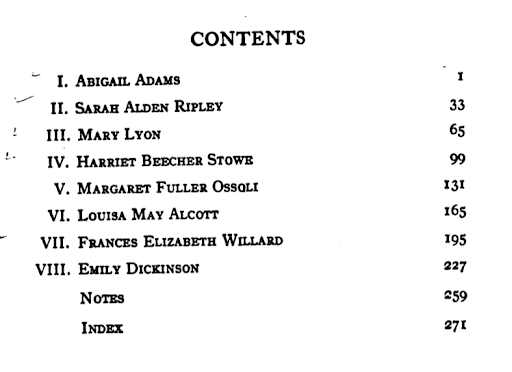 CONTENTS
I. ABIGAIL ADAMS 1
II. SARAH ALDEN RIPLEY 33
III. MARY LYON 65
IV. HARRIET BEECHER STOWE 99
V. MARGARET FULLER OSSOLI 131
VI. LOUISA MAY ALCOTT 165
VII. FRANCES ELIZABETH WILLARD 195
VIII. EMILY DICKINSON 227
NOTES 259
INDEX 271